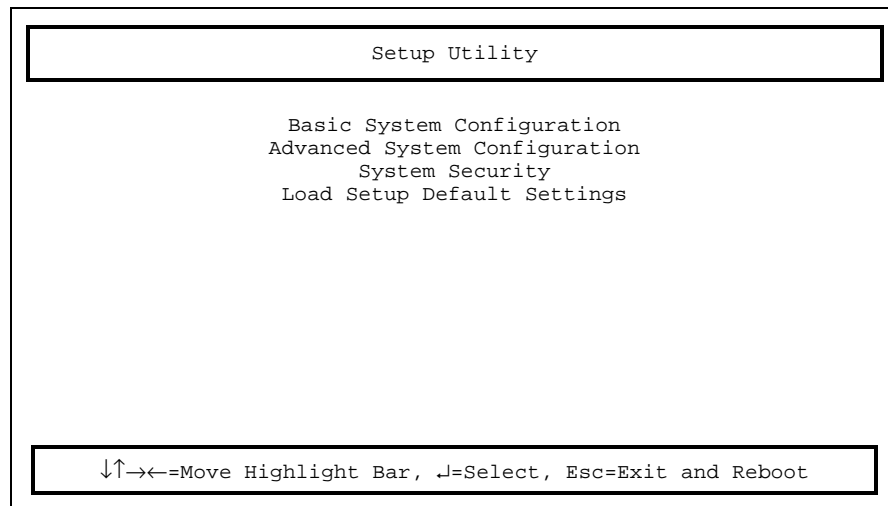 Setup Utility
Basic System Configuration
Advanced System Configuration
System Security
Load Setup Default Settings
↓↑→←=Move Highlight Bar, ↵=Select, Esc=Exit and Reboot